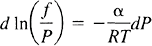 d ln(f/P) = −α/RT dP